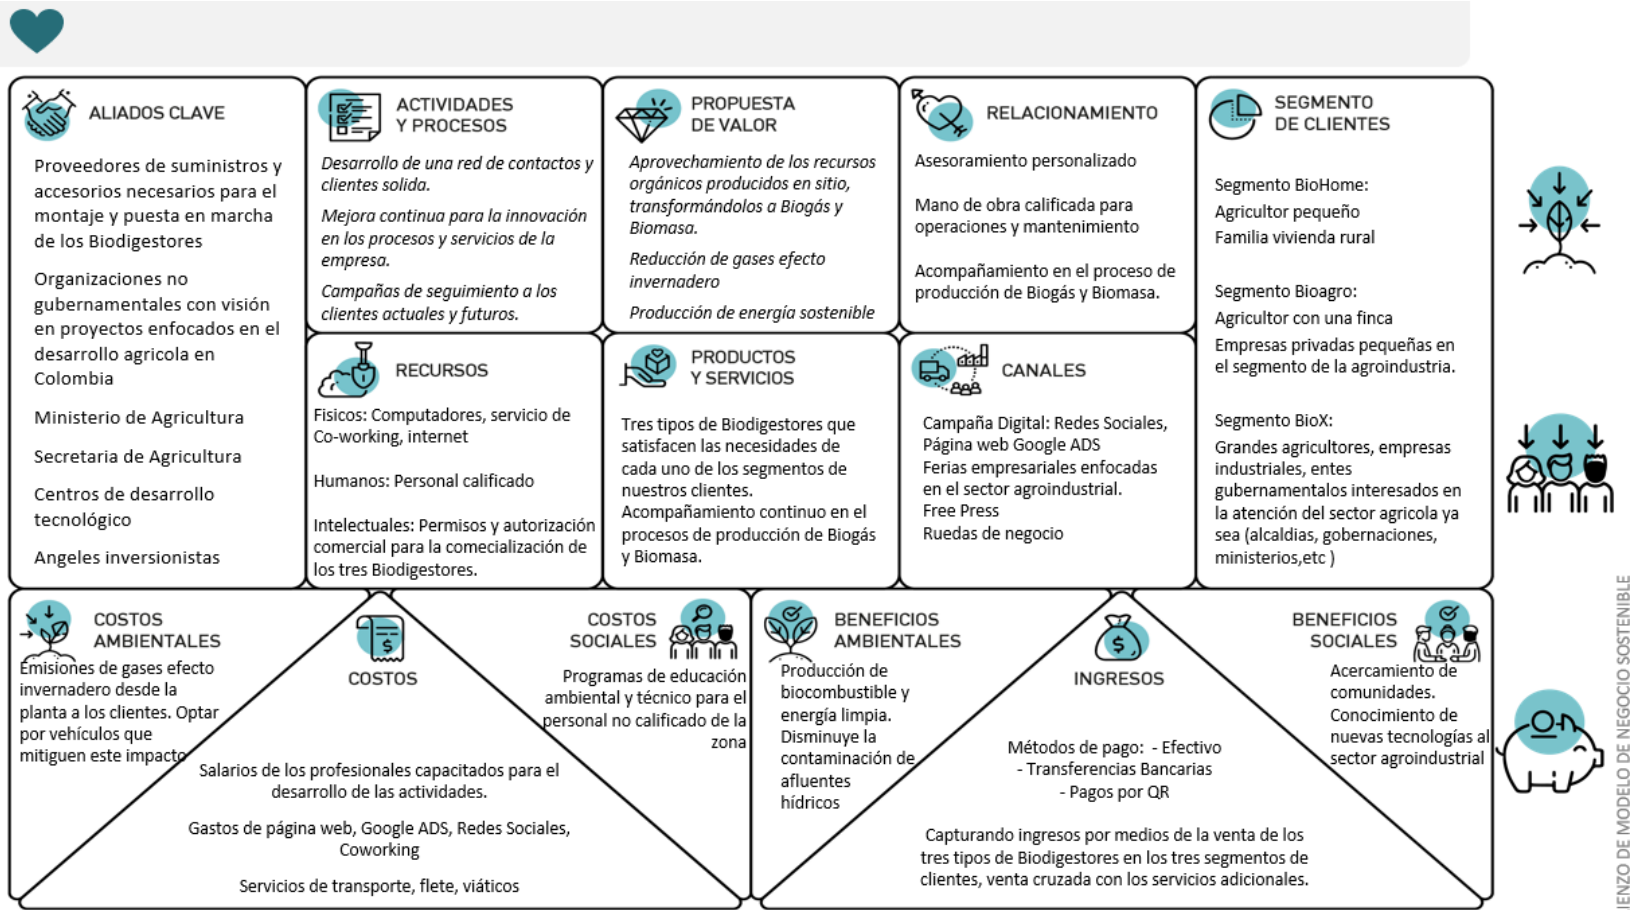 ALIADOS CLAVE
Proveedores de suministros y
accesorios necesarios para el
montaje y puesta en marcha
de los Biodigestores
Organizaciones no
gubernamentales con visión
en proyectos enfocados en el
desarrollo agricola en
Colombia
Ministerio de Agricultura
Secretaria de Agricultura
Centros de desarrollo
tecnológico
Angeles inversionistas
ACTIVIDADES
Y PROCESOS
Desarrollo de una red de contactos y
clientes solida.
Mejora continua para la innovación
en los procesos y servicios de la
empresa.
Campañas de seguimiento a los
clientes actuales y futuros.
RECURSOS
Fisicos: Computadores, servicio de
Co-working, internet
Humanos: Personal calificado
Intelectuales: Permisos y autorización
comercial para la comecialización de
los tres Biodigestores.
PROPUESTA
DE VALOR
Aprovechamiento de los recursos
orgánicos producidos en sitio,
transformándolos a Biogás y
Biomasa.
Reducción de gases efecto
invernadero
Producción de energía sostenible
PRODUCTOS
Y SERVICIOS
Tres tipos de Biodigestores que
satisfacen las necesidades de
cada uno de los segmentos de
nuestros clientes.
Acompañamiento continuo en el
procesos de producción de Biogás
y Biomasa.
RELACIONAMIENTO
Asesoramiento personalizado
Mano de obra calificada para
operaciones y mantenimiento
Acompañamiento en el proceso de
producción de Biogás y Biomasa.
CANALES
Campaña Digital: Redes Sociales,
Página web Google ADS
Ferias empresariales enfocadas
en el sector agroindustrial.
Free Press
Ruedas de negocio
SEGMENTO
DE CLIENTES
Segmento BioHome:
Agricultor pequeño
Familia vivienda rural
Segmento Bioagro:
Agricultor con una finca
Empresas privadas pequeñas en
el segmento de la agroindustria.
Segmento BioX:
Grandes agricultores, empresas
industriales, entes
gubernamentalos interesados en
la atención del sector agricola ya
sea (alcaldias, gobernaciones,
ministerios,etc )
COSTOS
AMBIENTALES
Emisiones de gases efecto
invernadero desde la
planta a los clientes. Optar
por vehículos que
mitiguen este impacto
COSTOS
Salarios de los profesionales capacitados para el
desarrollo de las actividades.
Gastos de página web, Google ADS, Redes Sociales,
Coworking
Servicios de transporte, flete, viáticos
COSTOS
SOCIALES
Programas de educación
ambiental y técnico para el
personal no calificado de la
zona
BENEFICIOS
AMBIENTALES
Producción de
biocombustible y
energía limpia.
Disminuye la
contaminación de
afluentes
hídricos
INGRESOS
Métodos de pago: - Efectivo
- Transferencias Bancarias
- Pagos por QR
Capturando ingresos por medios de la venta de los
tres tipos de Biodigestores en los tres segmentos de
clientes, venta cruzada con los servicios adicionales.
BENEFICIOS
SOCIALES
Acercamiento de
comunidades.
Conocimiento de
nuevas tecnologías al
sector agroindustrial
IENZO DE MODELO DE NEGOCIO SOSTENIBLE